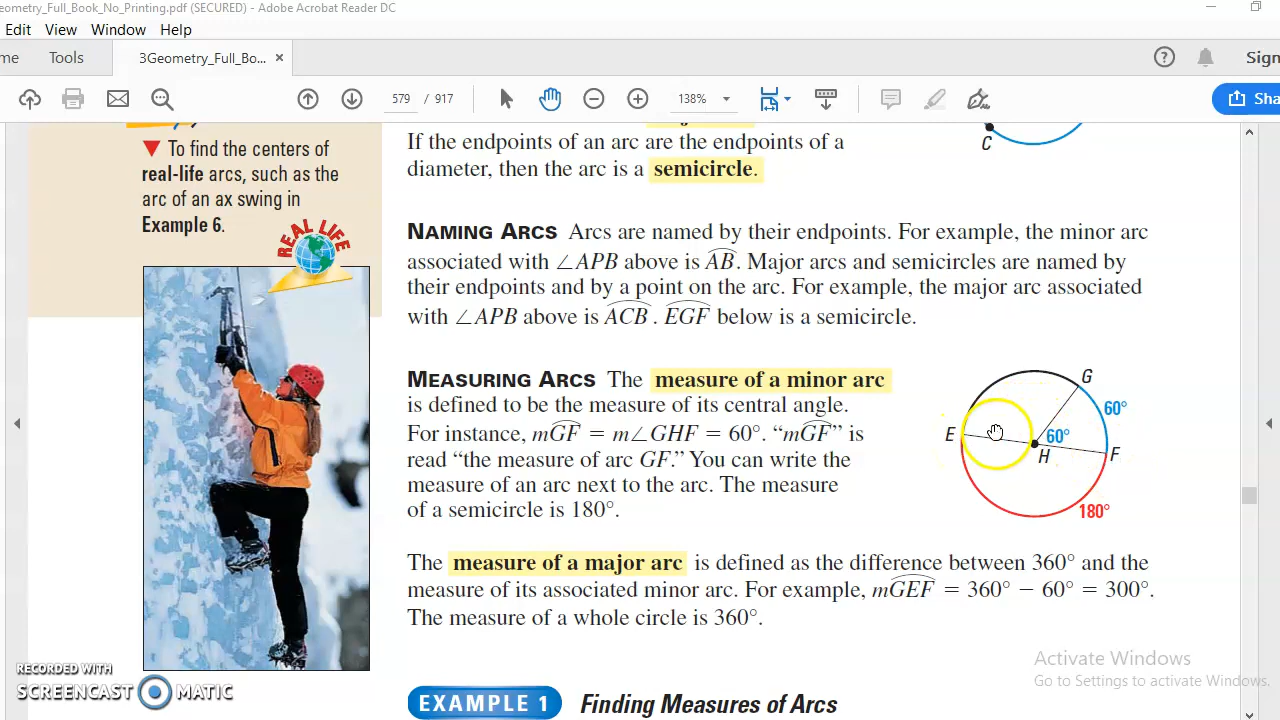 eometry_Full_Book_No_Printing.pdf (SECURED) - Adobe Acrobat Reader DC
Edit View Window Help
me Tools 3Geometry_Full_Bo... × Sign
579 / 917 138% Sha
If the endpoints of an arc are the endpoints of a
diameter, then the arc is a semicircle.
C
▼ To find the centers of
real-life arcs, such as the
arc of an ax swing in
Example 6.
REAL LIFE
NAMING ARCS Arcs are named by their endpoints. For example, the minor arc
associated with ∠APB above is AB. Major arcs and semicircles are named by
their endpoints and by a point on the arc. For example, the major arc associated
with ∠APB above is ACB. EGF below is a semicircle.
MEASURING ARCS The measure of a minor arc
is defined to be the measure of its central angle.
For instance, mGF = m∠GHF = 60°. “mGF” is
read “the measure of arc GF.” You can write the
measure of an arc next to the arc. The measure
of a semicircle is 180°.
G
60°
E 60°
H F
180°
The measure of a major arc is defined as the difference between 360° and the
measure of its associated minor arc. For example, mGEF = 360° − 60° = 300°.
The measure of a whole circle is 360°.
EXAMPLE 1 Finding Measures of Arcs
RECORDED WITH
SCREENCAST MATIC
Activate Windows
Go to Settings to activate Windows.